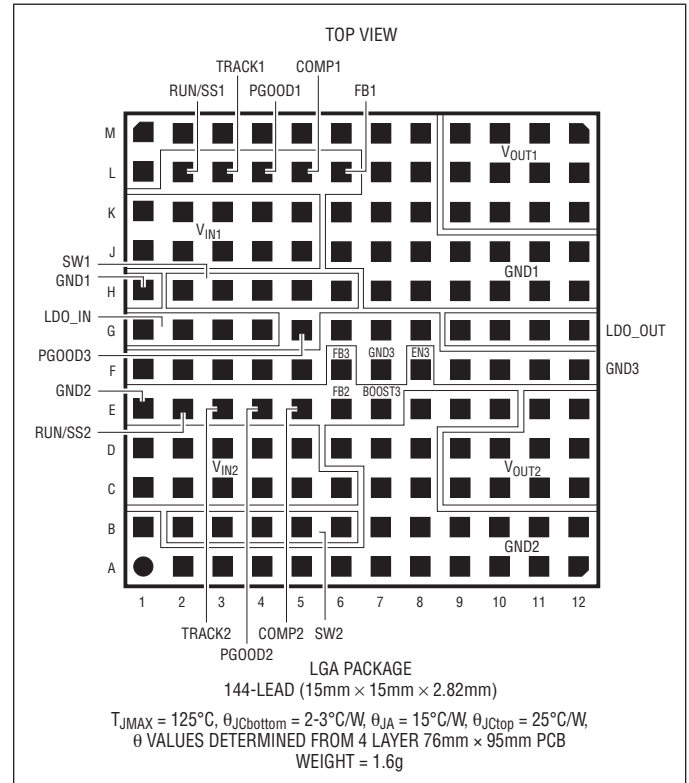 TOP VIEW
TRACK1 COMP1
RUN/SS1 PGOOD1 FB1
M
VOUT1
L
K
VIN1
J
SW1
GND1
GND1
H
LDO_IN
G
LDO_OUT
PGOOD3
FB3 GND3 EN3
F
GND3
GND2
FB2 BOOST3
E
RUN/SS2
D
VIN2
VOUT2
C
B
GND2
A
1 2 3 4 5 6 7 8 9 10 11 12
TRACK2 COMP2 SW2
PGOOD2
LGA PACKAGE
144-LEAD (15mm × 15mm × 2.82mm)
TJMAX = 125°C, θJCbottom = 2-3°C/W, θJA = 15°C/W, θJCtop = 25°C/W,
θ VALUES DETERMINED FROM 4 LAYER 76mm × 95mm PCB
WEIGHT = 1.6g